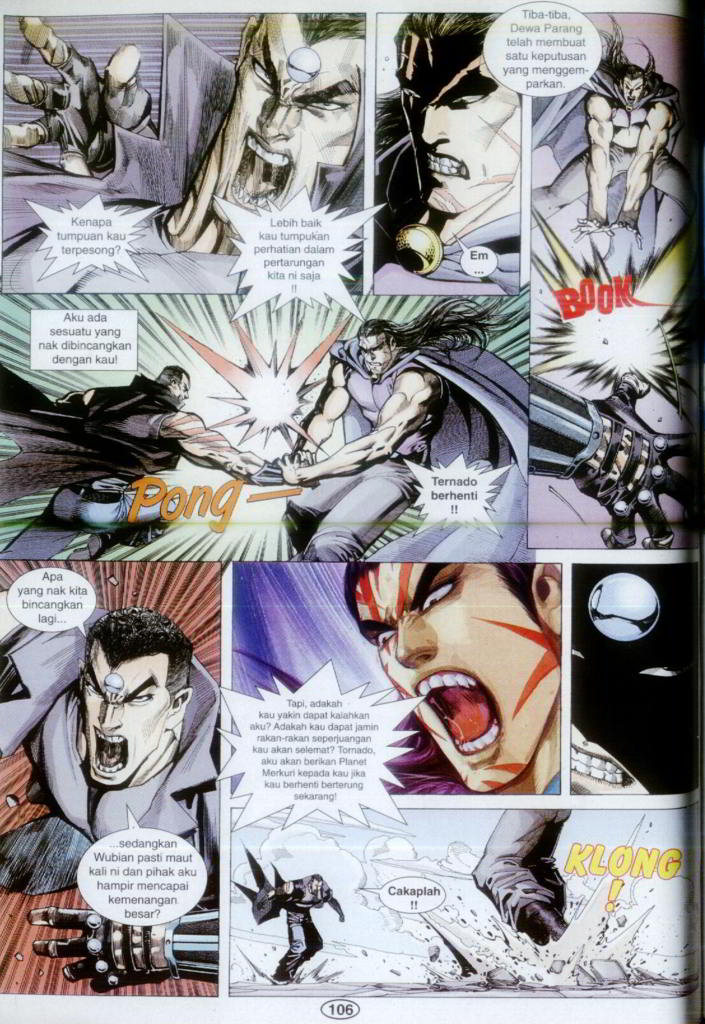 Kenapa
tumpuan kau
terpesong?
Lebih baik
kau tumpukan
perhatian dalam
pertarungan
kita ni saja
!!
Em
...
Tiba-tiba,
Dewa Parang
telah membuat
satu keputusan
yang menggem-
parkan.
BOOM
Aku ada
sesuatu yang
nak dibincangkan
dengan kau!
Pong
Ternado
berhenti
!!
Apa
yang nak kita
bincangkan
lagi...
...sedangkan
Wubian pasti maut
kali ni dan pihak aku
hampir mencapai
kemenangan
besar?
Tapi, adakah
kau yakin dapat kalahkan
aku? Adakah kau dapat jamin
rakan-rakan seperjuangan
kau akan selemat? Tornado,
aku akan berikan Planet
Merkuri kepada kau jika
kau berhenti berterung
sekarang!
Cakaplah
!!
KLONG
!
106